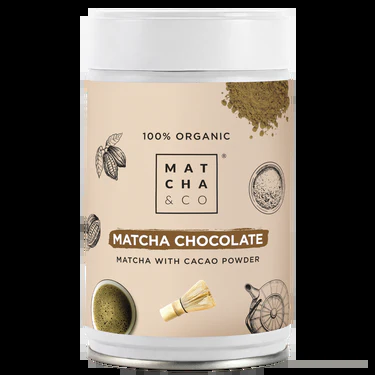 100% ORGANIC
MAT
CHA
& CO
®
MATCHA CHOCOLATE
MATCHA WITH CACAO POWDER